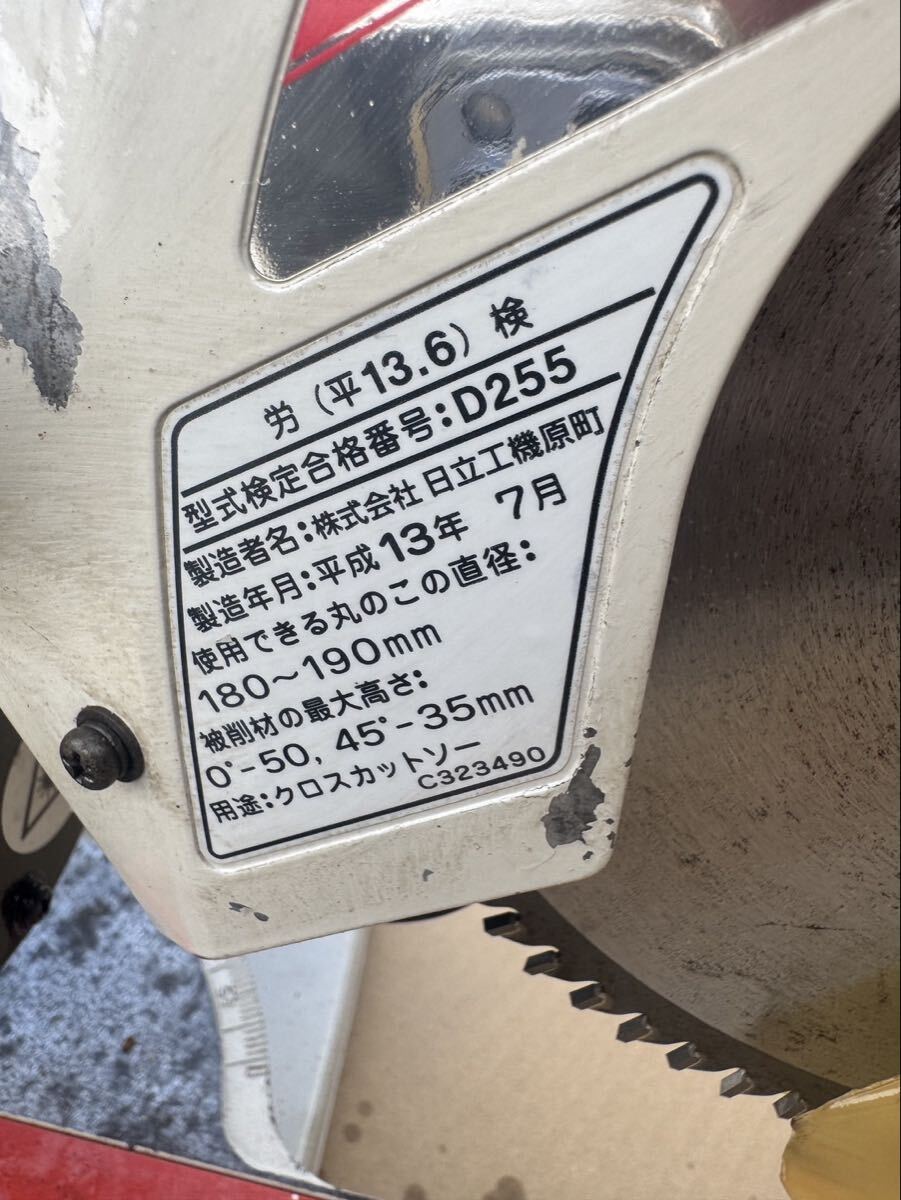 労（平13.6）検
型式検定合格番号：D255
製造者名：株式会社 日立工機原町
製造年月：平成13年 7月
使用できる丸のこの直径：
180～190mm
被削材の最大高さ：
0°-50, 45°-35mm
用途：クロスカットソー
C323490